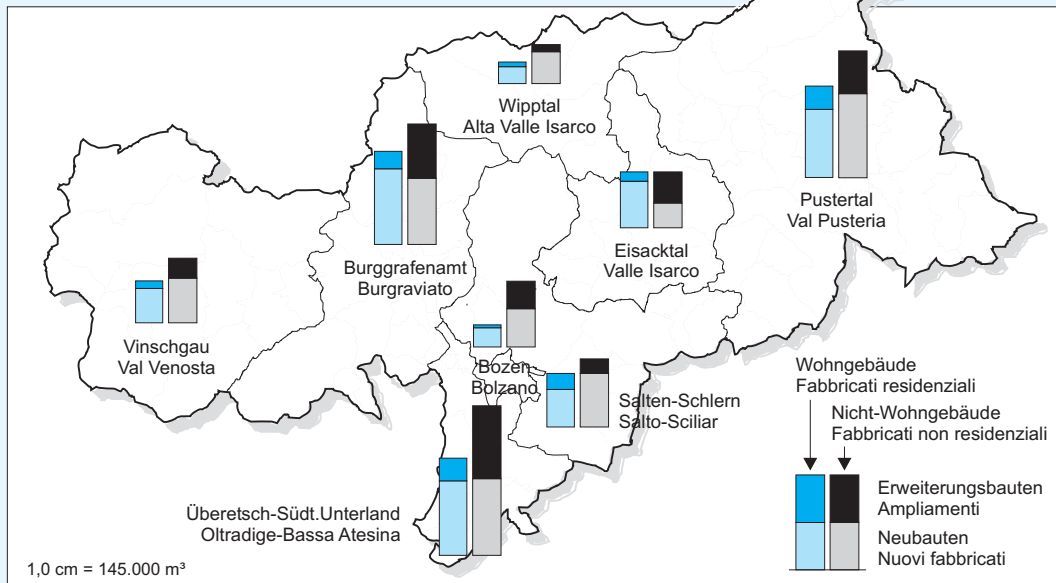 Wipptal
Alta Valle Isarco
Pustertal
Val Pusteria
Eisacktal
Valle Isarco
Burggrafenamt
Burgraviato
Vinschgau
Val Venosta
Bozen
Bolzano
Salten-Schlern
Salto-Sciliar
Überetsch-Südt.Unterland
Oltradige-Bassa Atesina
Wohngebäude
Fabbricati residenziali
Nicht-Wohngebäude
Fabbricati non residenziali
Erweiterungsbauten
Ampliamenti
Neubauten
Nuovi fabbricati
1,0 cm = 145.000 m³